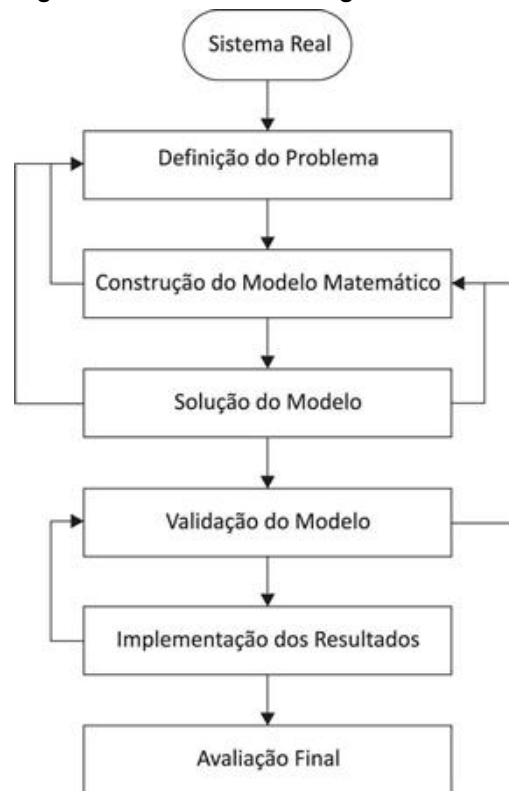 Sistema Real
Definição do Problema
Construção do Modelo Matemático
Solução do Modelo
Validação do Modelo
Implementação dos Resultados
Avaliação Final